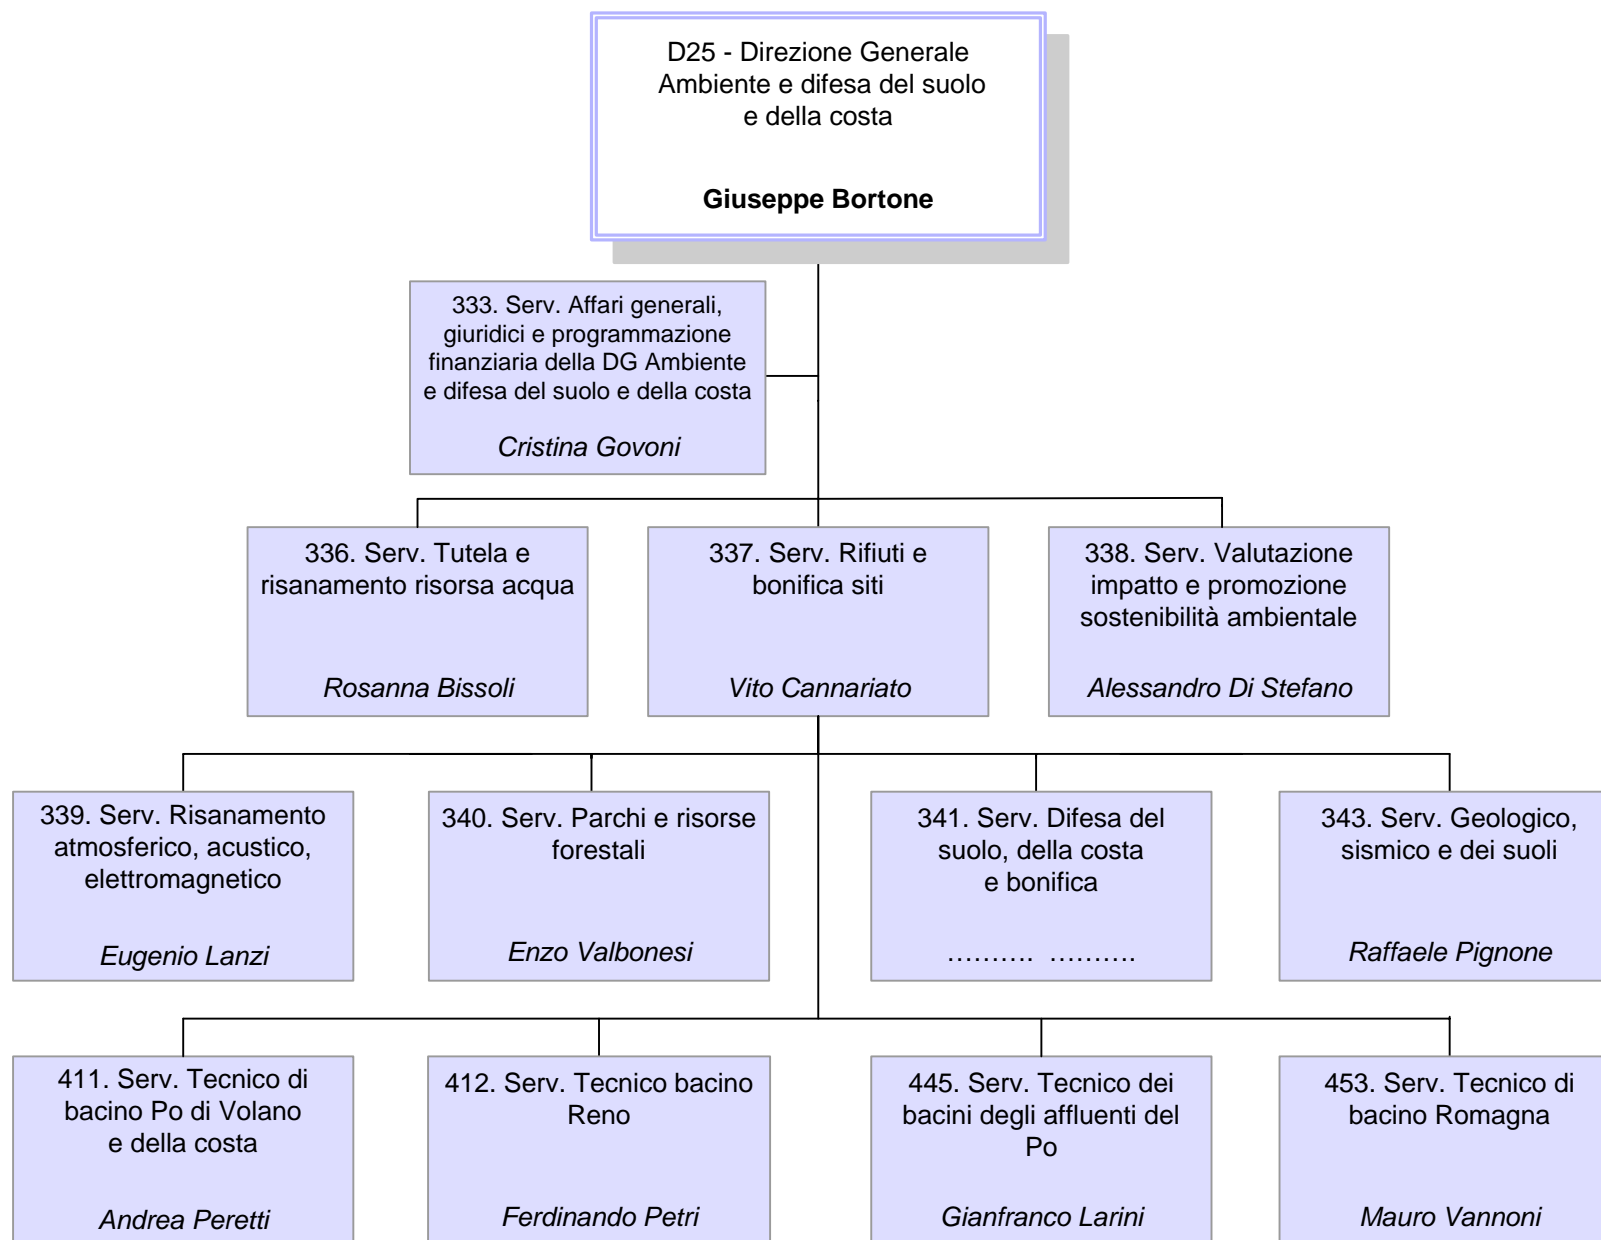 D25 - Direzione Generale
Ambiente e difesa del suolo
e della costa
Giuseppe Bortone
333. Serv. Affari generali,
giuridici e programmazione
finanziaria della DG Ambiente
e difesa del suolo e della costa
Cristina Govoni
336. Serv. Tutela e
risanamento risorsa acqua
Rosanna Bissoli
337. Serv. Rifiuti e
bonifica siti
Vito Cannariato
338. Serv. Valutazione
impatto e promozione
sostenibilità ambientale
Alessandro Di Stefano
339. Serv. Risanamento
atmosferico, acustico,
elettromagnetico
Eugenio Lanzi
340. Serv. Parchi e risorse
forestali
Enzo Valbonesi
341. Serv. Difesa del
suolo, della costa
e bonifica
………. ……….
343. Serv. Geologico,
sismico e dei suoli
Raffaele Pignone
411. Serv. Tecnico di
bacino Po di Volano
e della costa
Andrea Peretti
412. Serv. Tecnico bacino
Reno
Ferdinando Petri
445. Serv. Tecnico dei
bacini degli affluenti del
Po
Gianfranco Larini
453. Serv. Tecnico di
bacino Romagna
Mauro Vannoni